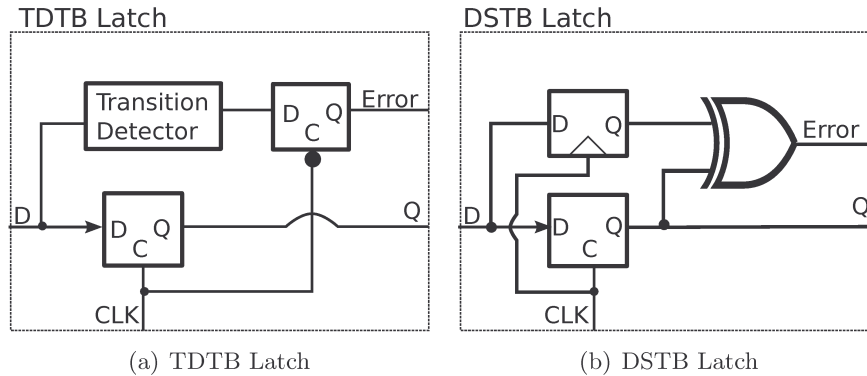 TDTB Latch
Transition
Detector
D
Q
C
Error
D
D
Q
C
Q
CLK
(a) TDTB Latch
DSTB Latch
D
Q
Error
D
D
Q
C
Q
CLK
(b) DSTB Latch